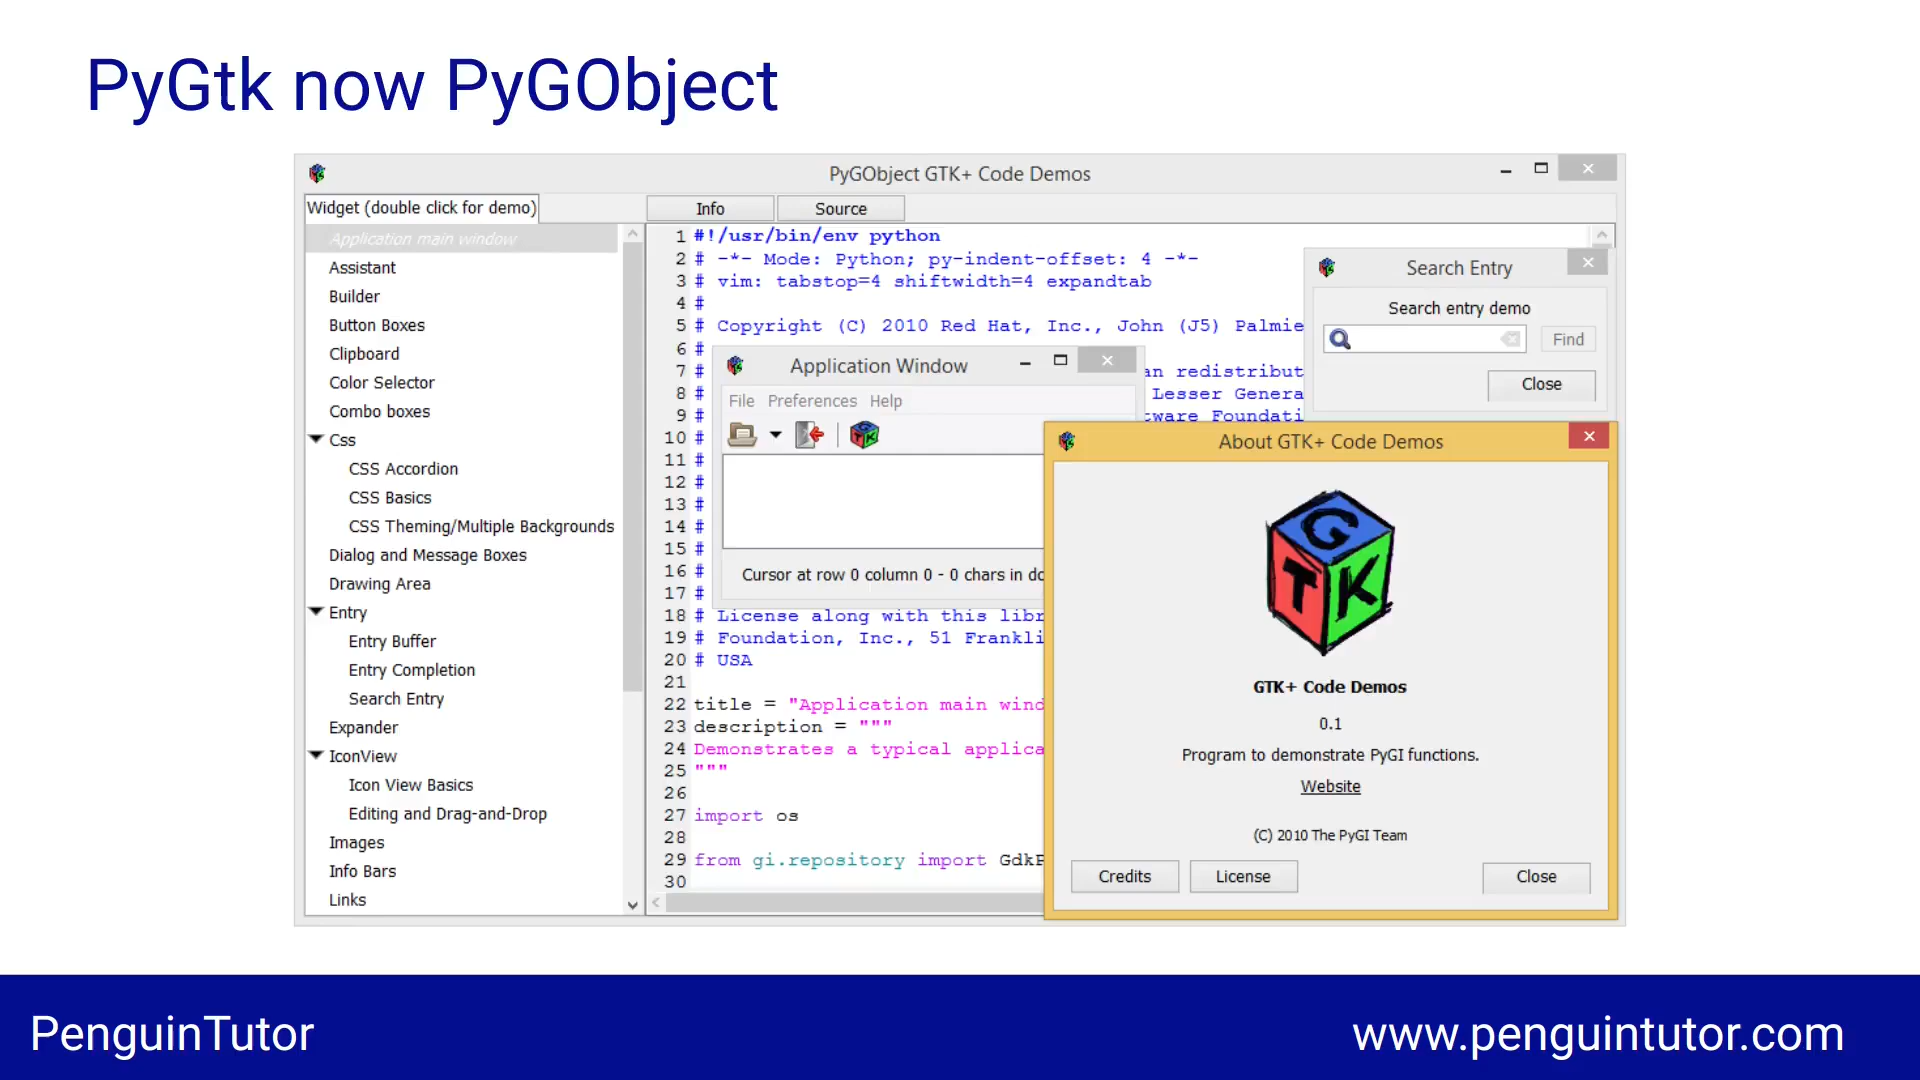 PyGtk now PyGObject
PyGObject GTK+ Code Demos
Widget (double click for demo)
Application main window
Assistant
Builder
Button Boxes
Clipboard
Color Selector
Combo boxes
Css
CSS Accordion
CSS Basics
CSS Theming/Multiple Backgrounds
Dialog and Message Boxes
Drawing Area
Entry
Entry Buffer
Entry Completion
Search Entry
Expander
IconView
Icon View Basics
Editing and Drag-and-Drop
Images
Info Bars
Links
Info Source
1 #!/usr/bin/env python
2 # -*- Mode: Python; py-indent-offset: 4 -*-
3 # vim: tabstop=4 shiftwidth=4 expandtab
4 #
5 # Copyright (C) 2010 Red Hat, Inc., John (J5) Palmie
6 #
7 # an redistribut
8 # Lesser Genera
9 # tware Foundati
10 #
11 #
12 #
13 #
14 #
15 #
16 #
17 #
18 # License along with this libr
19 # Foundation, Inc., 51 Frankli
20 # USA
21
22 title = "Application main wind
23 description = """
24 Demonstrates a typical applica
25 """
26
27 import os
28
29 from gi.repository import GdkP
30
Application Window
File Preferences Help
GTK
Cursor at row 0 column 0 - 0 chars in do
Search Entry
Search entry demo
Find
Close
About GTK+ Code Demos
G
T K
GTK+ Code Demos
0.1
Program to demonstrate PyGI functions.
Website
(C) 2010 The PyGI Team
Credits License Close
PenguinTutor
www.penguintutor.com